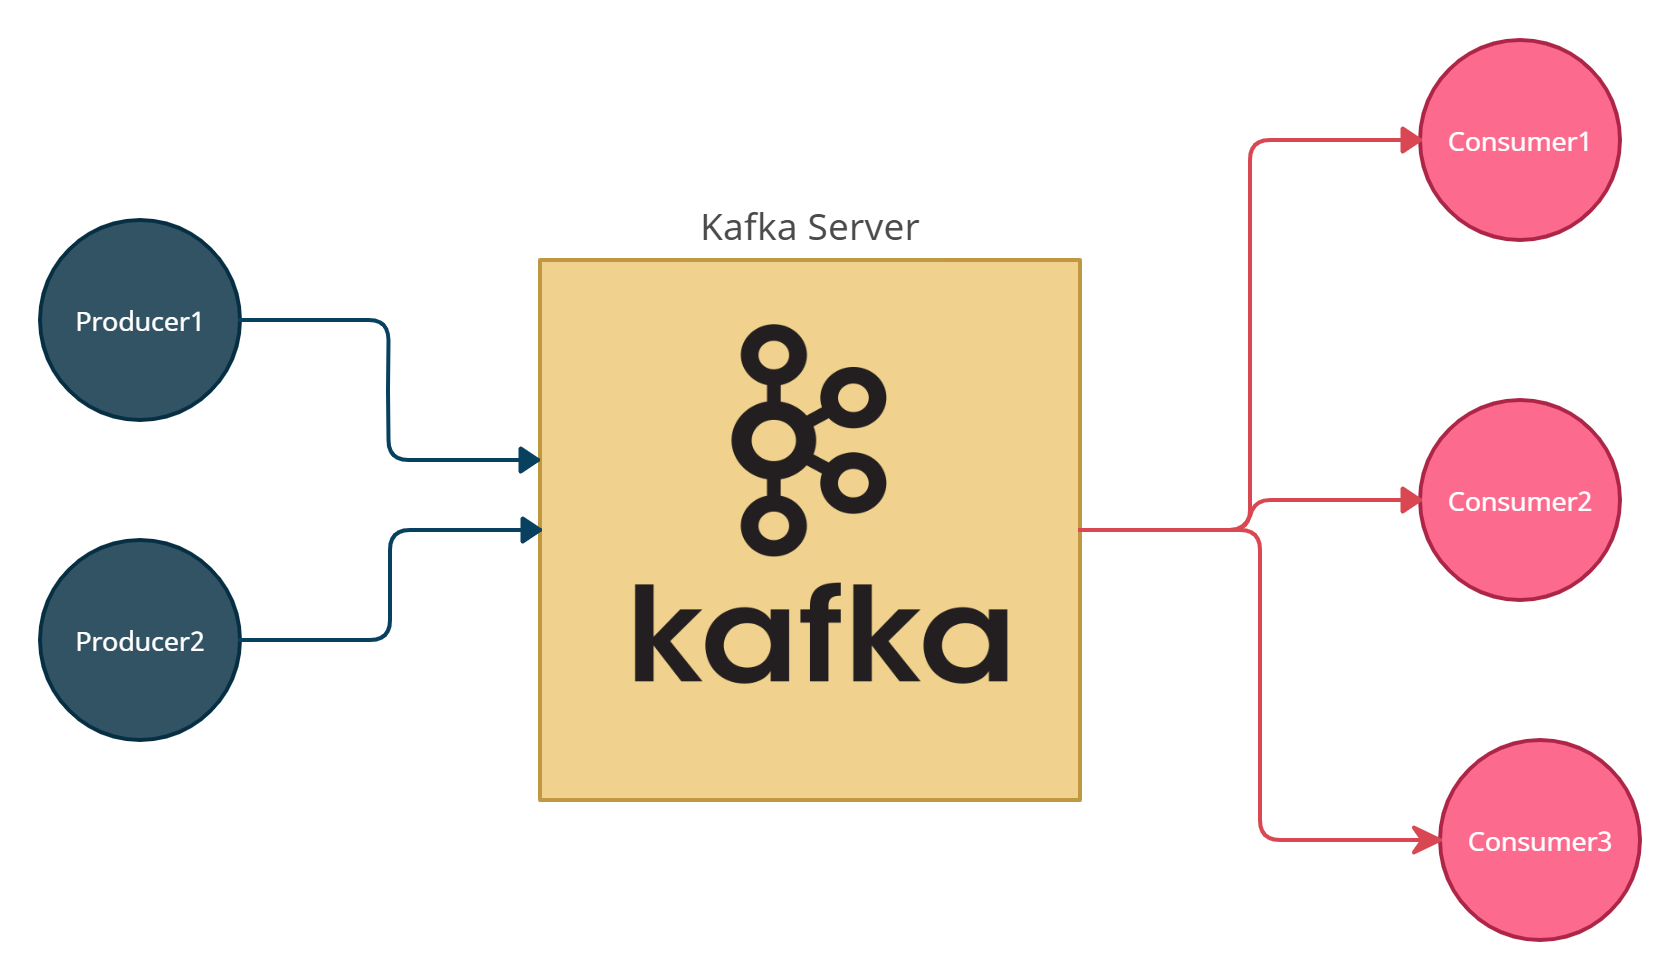 Producer1
Producer2
Kafka Server
kafka
Consumer1
Consumer2
Consumer3